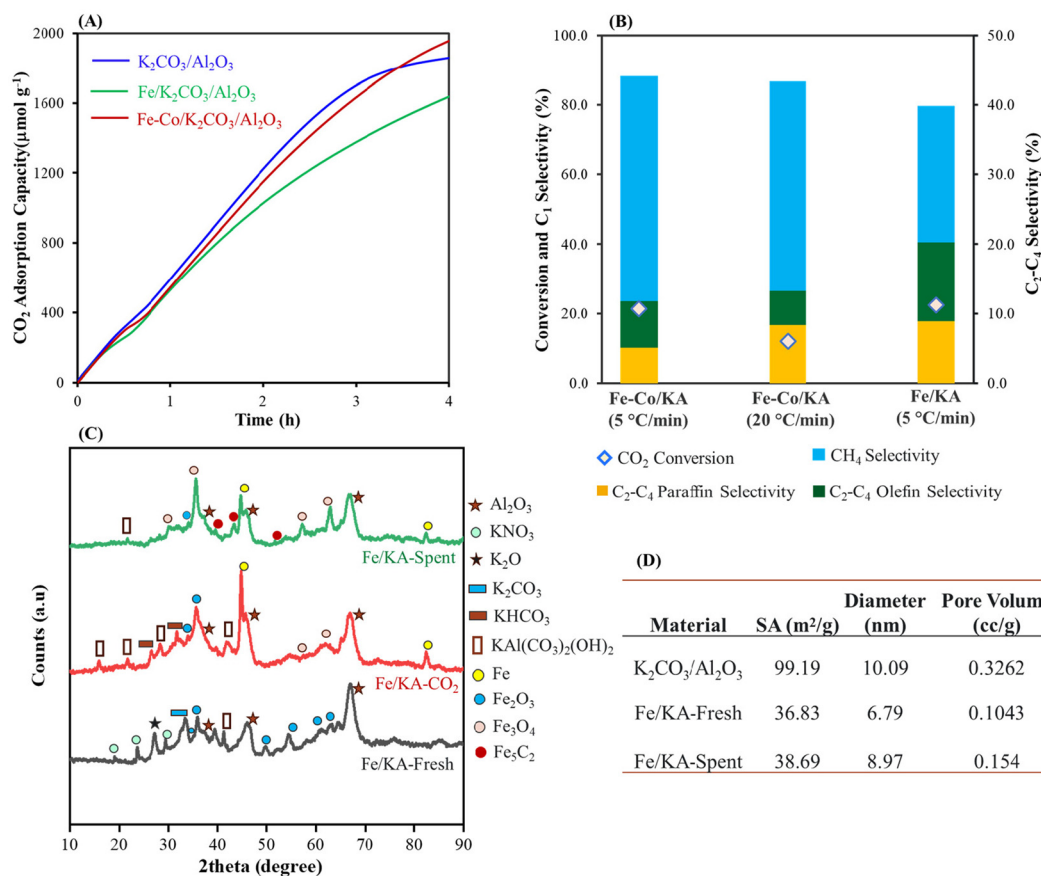 (A)
2000
1600
1200
800
400
0
0 1 2 3 4
CO₂ Adsorption Capacity(μmol g⁻¹)
Time (h)
K₂CO₃/Al₂O₃
Fe/K₂CO₃/Al₂O₃
Fe-Co/K₂CO₃/Al₂O₃
(B)
100.0
80.0
60.0
40.0
20.0
0.0
Conversion and C₁ Selectivity (%)
50.0
40.0
30.0
20.0
10.0
0.0
C₂-C₄ Selectivity (%)
Fe-Co/KA
(5 °C/min)
Fe-Co/KA
(20 °C/min)
Fe/KA
(5 °C/min)
CO₂ Conversion
CH₄ Selectivity
C₂-C₄ Paraffin Selectivity
C₂-C₄ Olefin Selectivity
(C)
Counts (a.u)
Fe/KA-Spent
Fe/KA-CO₂
Fe/KA-Fresh
10 20 30 40 50 60 70 80 90
2theta (degree)
Al₂O₃
KNO₃
K₂O
K₂CO₃
KHCO₃
KAl(CO₃)₂(OH)₂
Fe
Fe₂O₃
Fe₃O₄
Fe₅C₂
(D)
Material SA (m²/g) Diameter (nm) Pore Volum (cc/g)
K₂CO₃/Al₂O₃ 99.19 10.09 0.3262
Fe/KA-Fresh 36.83 6.79 0.1043
Fe/KA-Spent 38.69 8.97 0.154